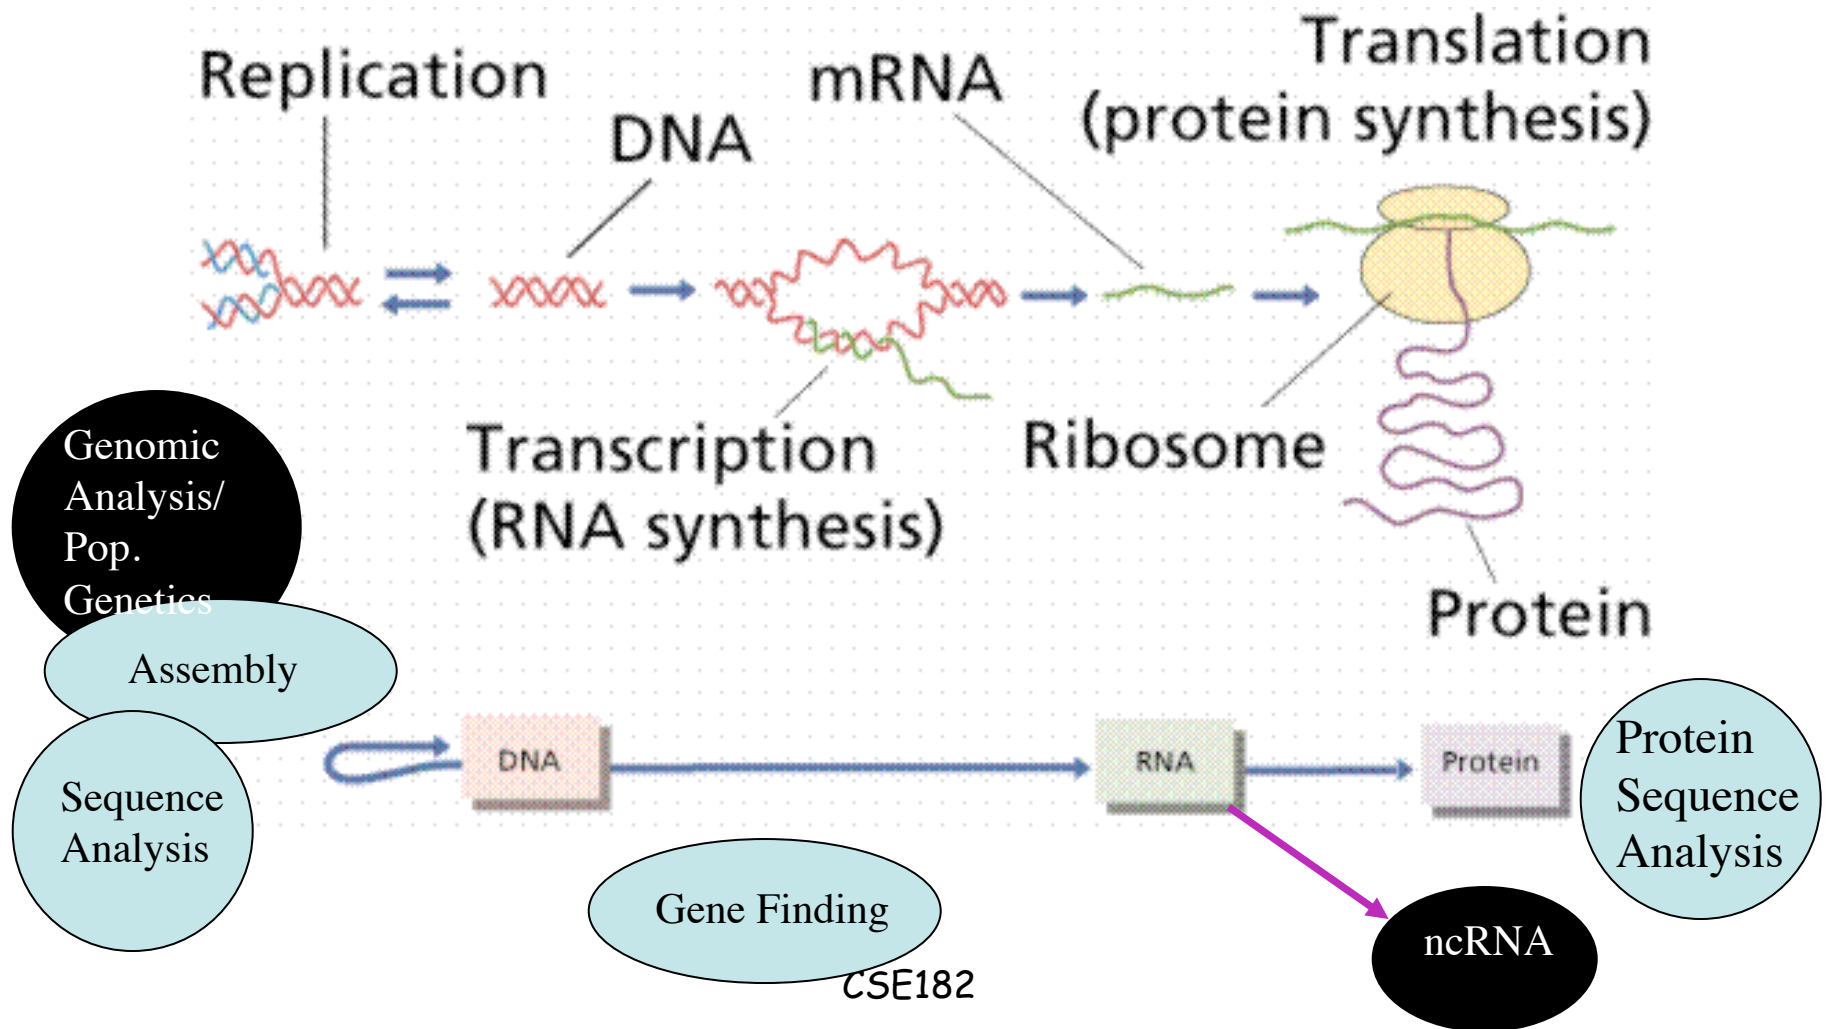 Replication
DNA
mRNA
Translation
(protein synthesis)
Transcription
(RNA synthesis)
Ribosome
Protein
Genomic
Analysis/
Pop.
Genetics
Assembly
Sequence
Analysis
DNA
RNA
Protein
Protein
Sequence
Analysis
Gene Finding
ncRNA
CSE182